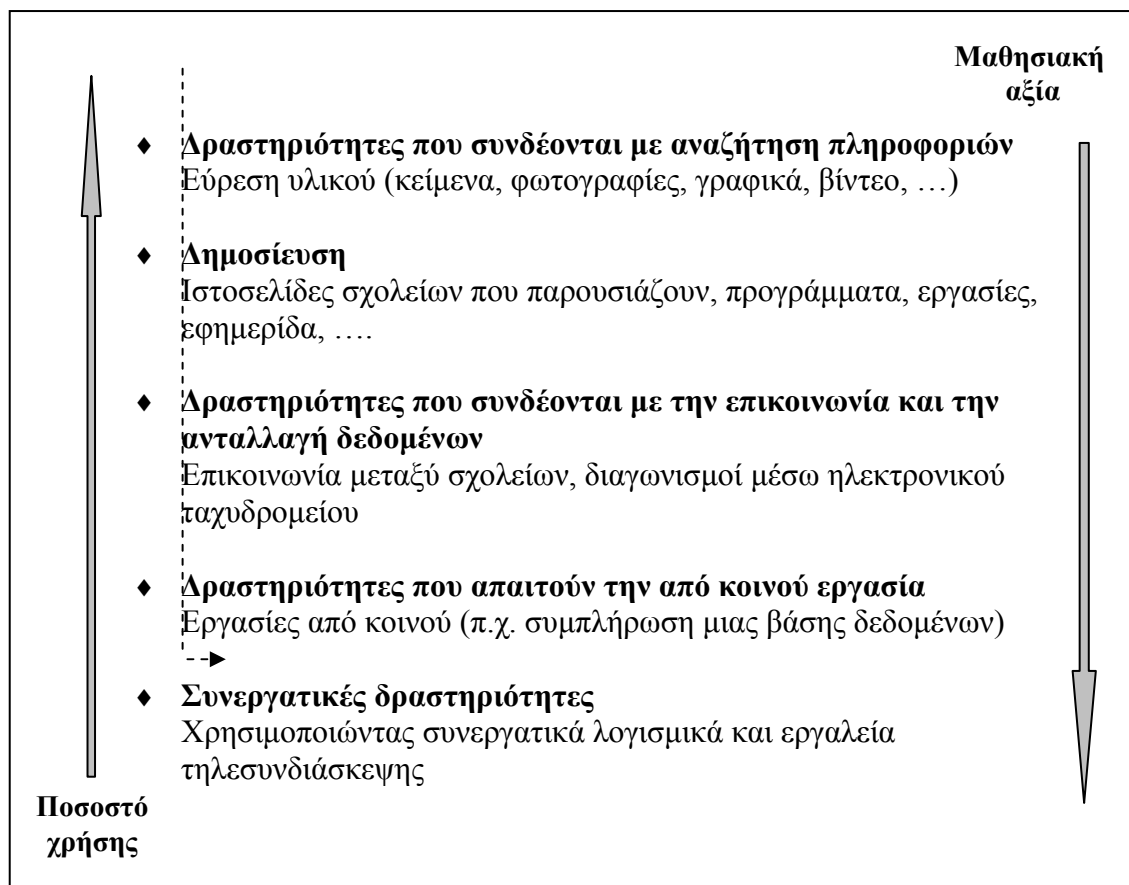 Μαθησιακή
αξία
♦ Δραστηριότητες που συνδέονται με αναζήτηση πληροφοριών
Εύρεση υλικού (κείμενα, φωτογραφίες, γραφικά, βίντεο, …)
♦ Δημοσίευση
Ιστοσελίδες σχολείων που παρουσιάζουν, προγράμματα, εργασίες,
εφημερίδα, ….
♦ Δραστηριότητες που συνδέονται με την επικοινωνία και την
ανταλλαγή δεδομένων
Επικοινωνία μεταξύ σχολείων, διαγωνισμοί μέσω ηλεκτρονικού
ταχυδρομείου
♦ Δραστηριότητες που απαιτούν την από κοινού εργασία
Εργασίες από κοινού (π.χ. συμπλήρωση μιας βάσης δεδομένων)
♦ Συνεργατικές δραστηριότητες
Χρησιμοποιώντας συνεργατικά λογισμικά και εργαλεία
τηλεσυνδιάσκεψης
Ποσοστό
χρήσης